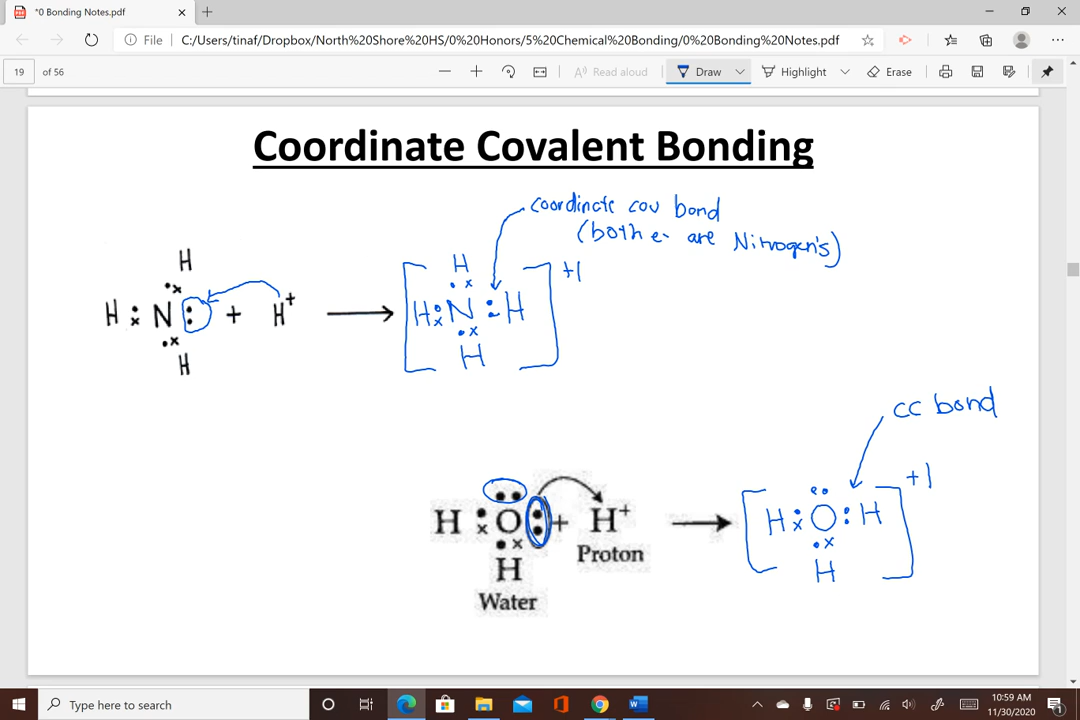 *0 Bonding Notes.pdf
File C:/Users/tinaf/Dropbox/North%20Shore%20HS/0%20Honors/5%20Chemical%20Bonding/0%20Bonding%20Notes.pdf
19 of 56 Read aloud Draw Highlight Erase
Coordinate Covalent Bonding
coordinate cov bond
(both e- are Nitrogen's)
H
H : N : + H+
H
H
H : N : H
H
+1
cc bond
H : O : + H+
H
Proton
Water
H : O : H
H
+1
Type here to search
10:59 AM
11/30/2020
1